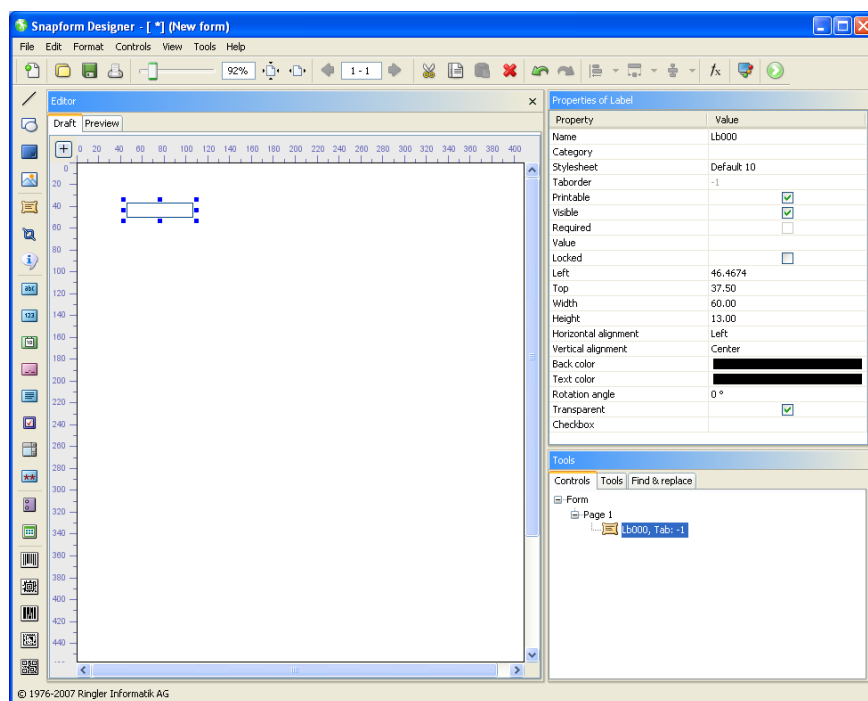 Snapform Designer - [ *] (New form)
File Edit Format Controls View Tools Help
92% 1 - 1 fx
Editor
Draft Preview
0 20 40 60 80 100 120 140 160 180 200 220 240 260 280 300 320 340 360 380 400
0
20
40
60
80
100
120
140
160
180
200
220
240
260
280
300
320
340
360
380
400
420
440
abc
123
Properties of Label
Property Value
Name Lb000
Category
Stylesheet Default 10
Taborder -1
Printable
Visible
Required
Value
Locked
Left 46.4674
Top 37.50
Width 60.00
Height 13.00
Horizontal alignment Left
Vertical alignment Center
Back color
Text color
Rotation angle 0 °
Transparent
Checkbox
Tools
Controls Tools Find & replace
Form
Page 1
Lb000, Tab: -1
© 1976-2007 Ringler Informatik AG